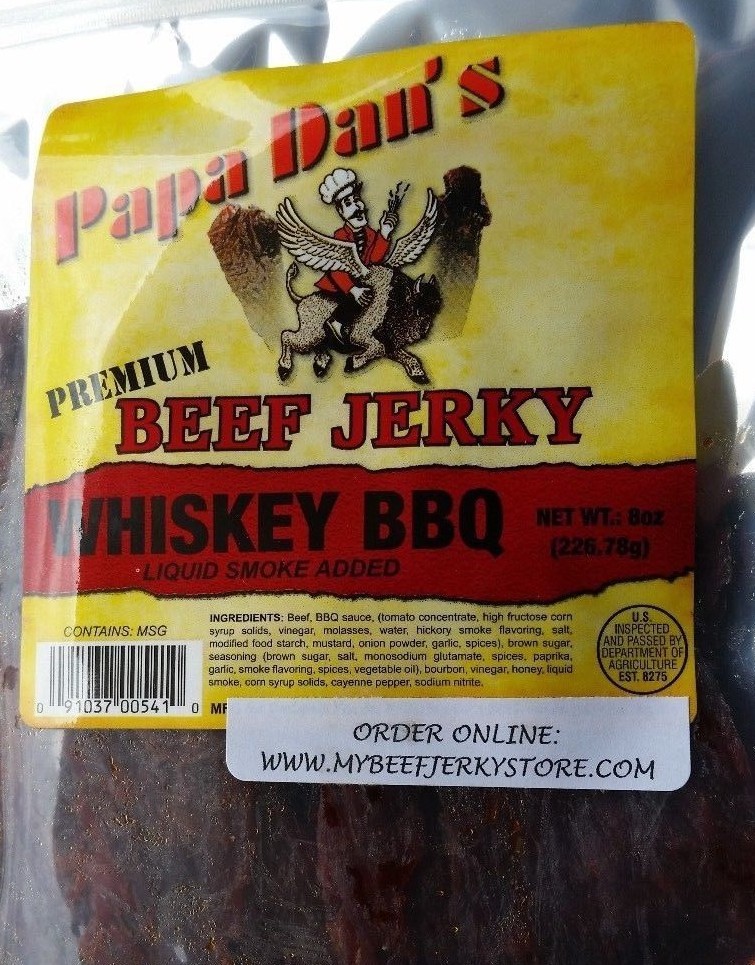 Papa Dan's
PREMIUM
BEEF JERKY
WHISKEY BBQ
LIQUID SMOKE ADDED
NET WT.: 8oz
(226.78g)
CONTAINS: MSG
0 91037 00541 0
INGREDIENTS: Beef, BBQ sauce, (tomato concentrate, high fructose corn
syrup solids, vinegar, molasses, water, hickory smoke flavoring, salt,
modified food starch, mustard, onion powder, garlic, spices), brown sugar,
seasoning (brown sugar, salt, monosodium glutamate, spices, paprika,
garlic, smoke flavoring, spices, vegetable oil), bourbon, vinegar, honey, liquid
smoke, corn syrup solids, cayenne pepper, sodium nitrite.
U.S.
INSPECTED
AND PASSED BY
DEPARTMENT OF
AGRICULTURE
EST. 8275
ORDER ONLINE:
WWW.MYBEEFJERKYSTORE.COM